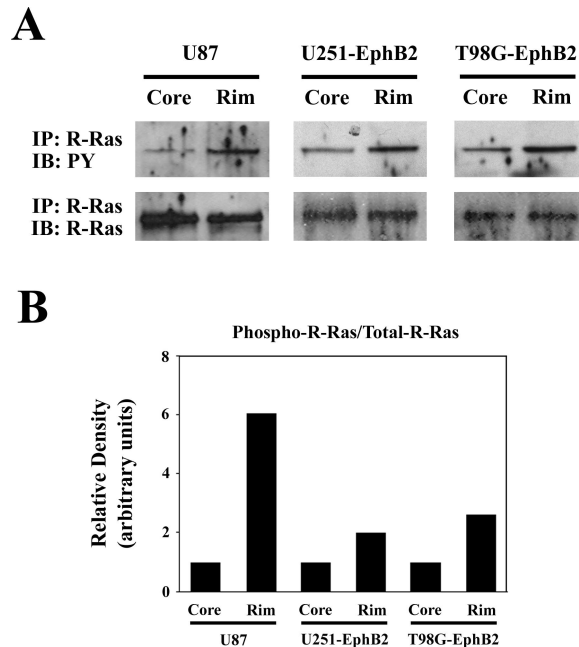 A
U87 U251-EphB2 T98G-EphB2
Core Rim Core Rim Core Rim
IP: R-Ras
IB: PY
IP: R-Ras
IB: R-Ras
B
Phospho-R-Ras/Total-R-Ras
Relative Density
(arbitrary units)
8
6
4
2
0
Core Rim Core Rim Core Rim
U87 U251-EphB2 T98G-EphB2